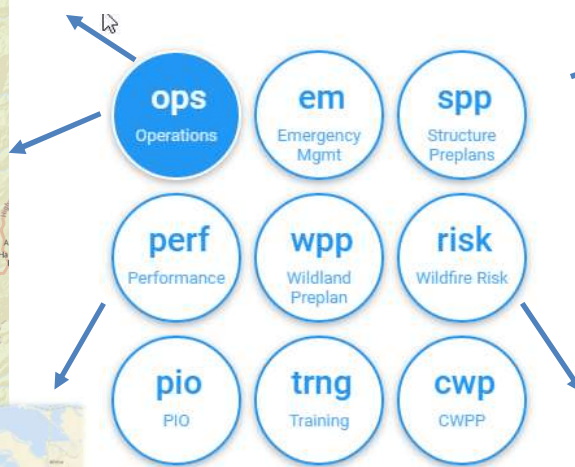 ops
Operations
em
Emergency
Mgmt
spp
Structure
Preplans
perf
Performance
wpp
Wildland
Preplan
risk
Wildfire Risk
pio
PIO
trng
Training
cwp
CWPP